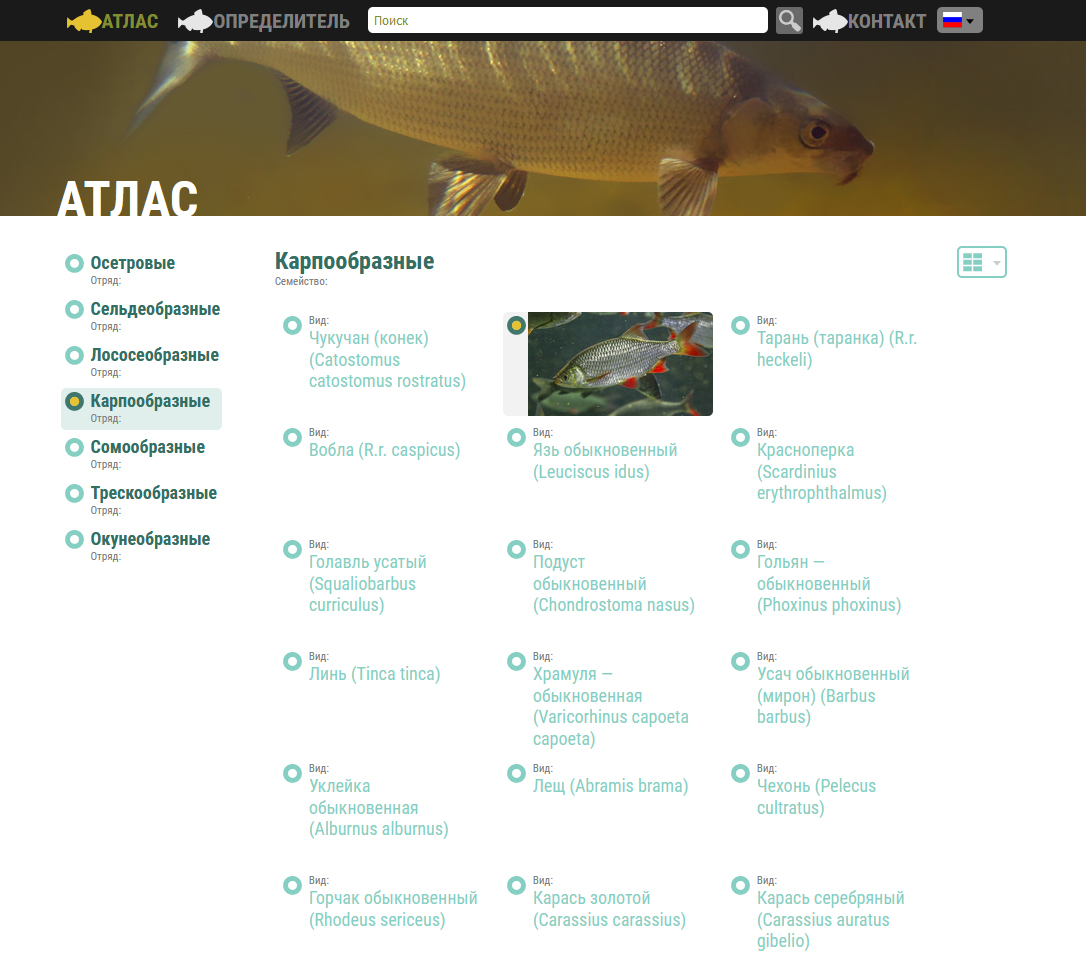 АТЛАС ОПРЕДЕЛИТЕЛЬ Поиск КОНТАКТ
АТЛАС
Осетровые
Отряд:
Сельдеобразные
Отряд:
Лососеобразные
Отряд:
Карпообразные
Отряд:
Сомообразные
Отряд:
Трескообразные
Отряд:
Окунеобразные
Отряд:
Карпообразные
Семейство:
Вид:
Чукучан (конек)
(Catostomus
catostomus rostratus)
Вид:
Тарань (таранка) (R.r.
heckeli)
Вид:
Вобла (R.r. caspicus)
Вид:
Язь обыкновенный
(Leuciscus idus)
Вид:
Красноперка
(Scardinius
erythrophthalmus)
Вид:
Голавль усатый
(Squaliobarbus
curriculus)
Вид:
Подуст
обыкновенный
(Chondrostoma nasus)
Вид:
Гольян —
обыкновенный
(Phoxinus phoxinus)
Вид:
Линь (Tinca tinca)
Вид:
Храмуля —
обыкновенная
(Varicorhinus capoeta
capoeta)
Вид:
Усач обыкновенный
(мирон) (Barbus
barbus)
Вид:
Уклейка
обыкновенная
(Alburnus alburnus)
Вид:
Лещ (Abramis brama)
Вид:
Чехонь (Pelecus
cultratus)
Вид:
Горчак обыкновенный
(Rhodeus sericeus)
Вид:
Карась золотой
(Carassius carassius)
Вид:
Карась серебряный
(Carassius auratus
gibelio)